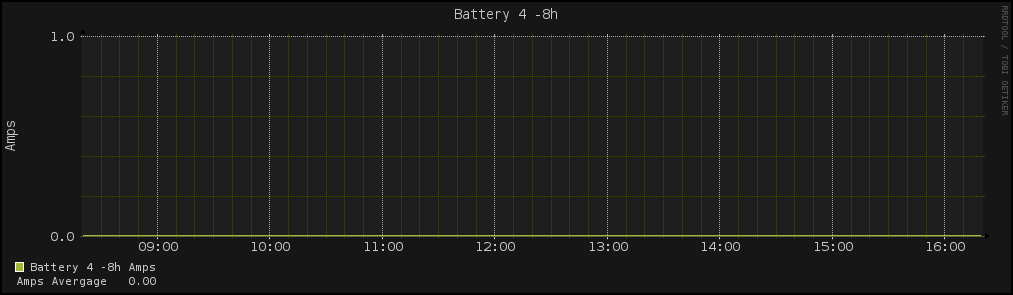 Battery 4 -8h
RRDTOOL / TOBI OETIKER
Amps
1.0
0.0
09:00 10:00 11:00 12:00 13:00 14:00 15:00 16:00
Battery 4 -8h Amps
Amps Avergage 0.00